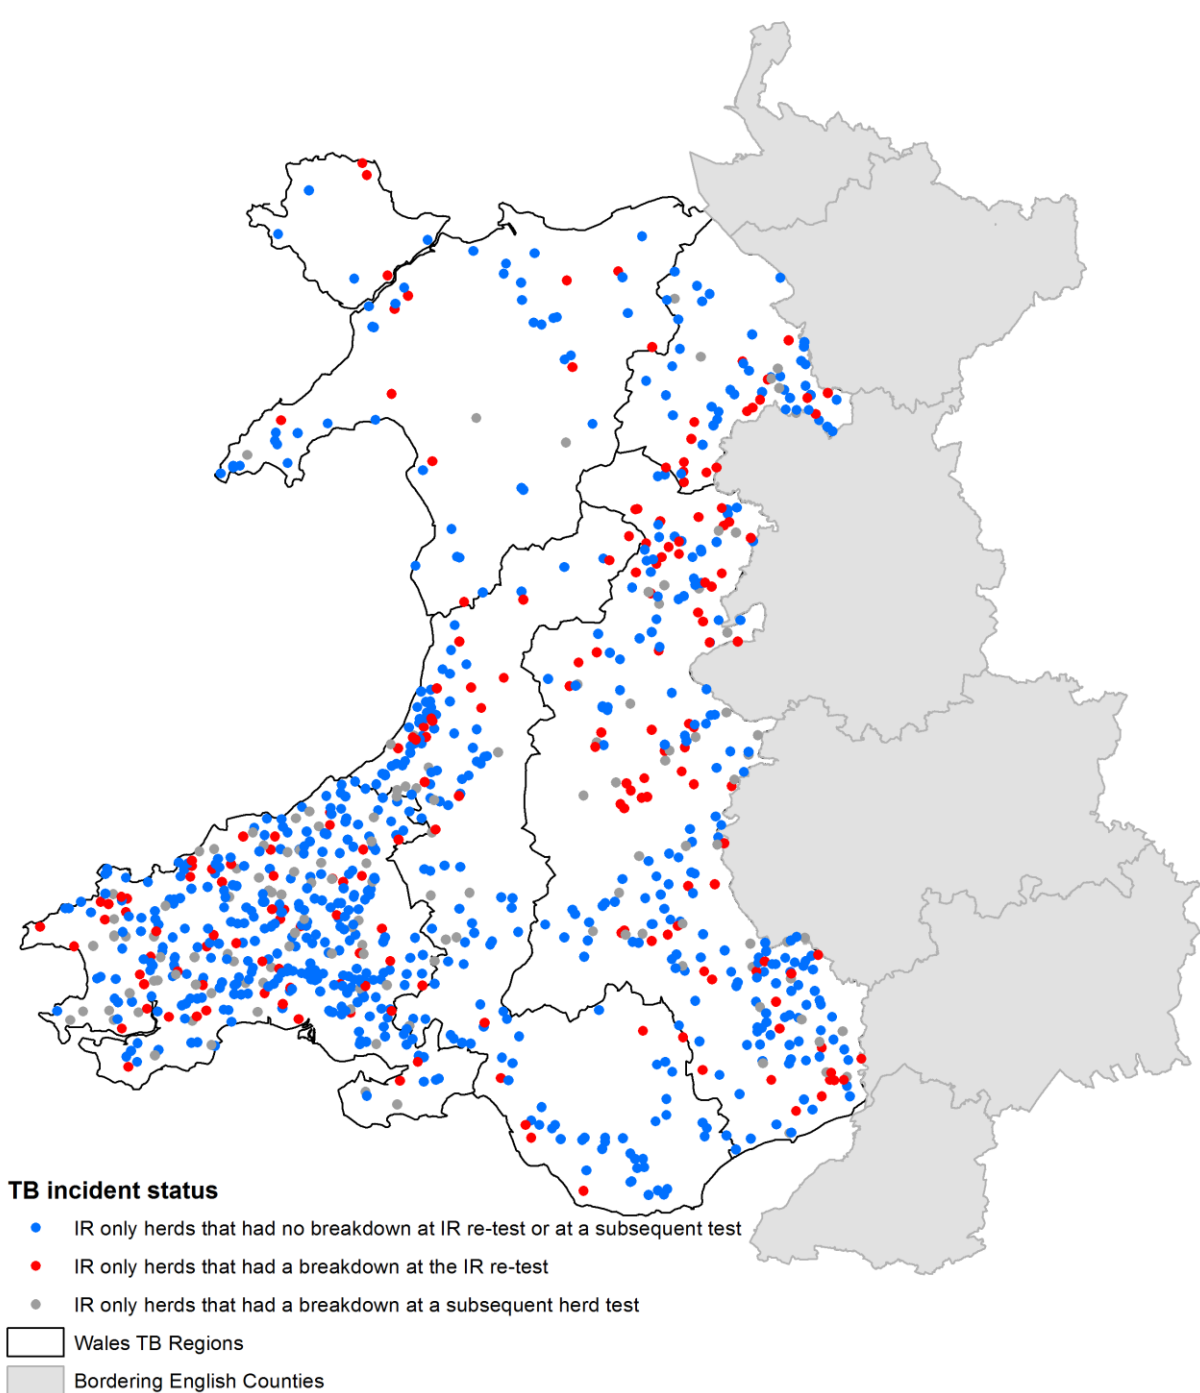 TB incident status
IR only herds that had no breakdown at IR re-test or at a subsequent test
IR only herds that had a breakdown at the IR re-test
IR only herds that had a breakdown at a subsequent herd test
Wales TB Regions
Bordering English Counties